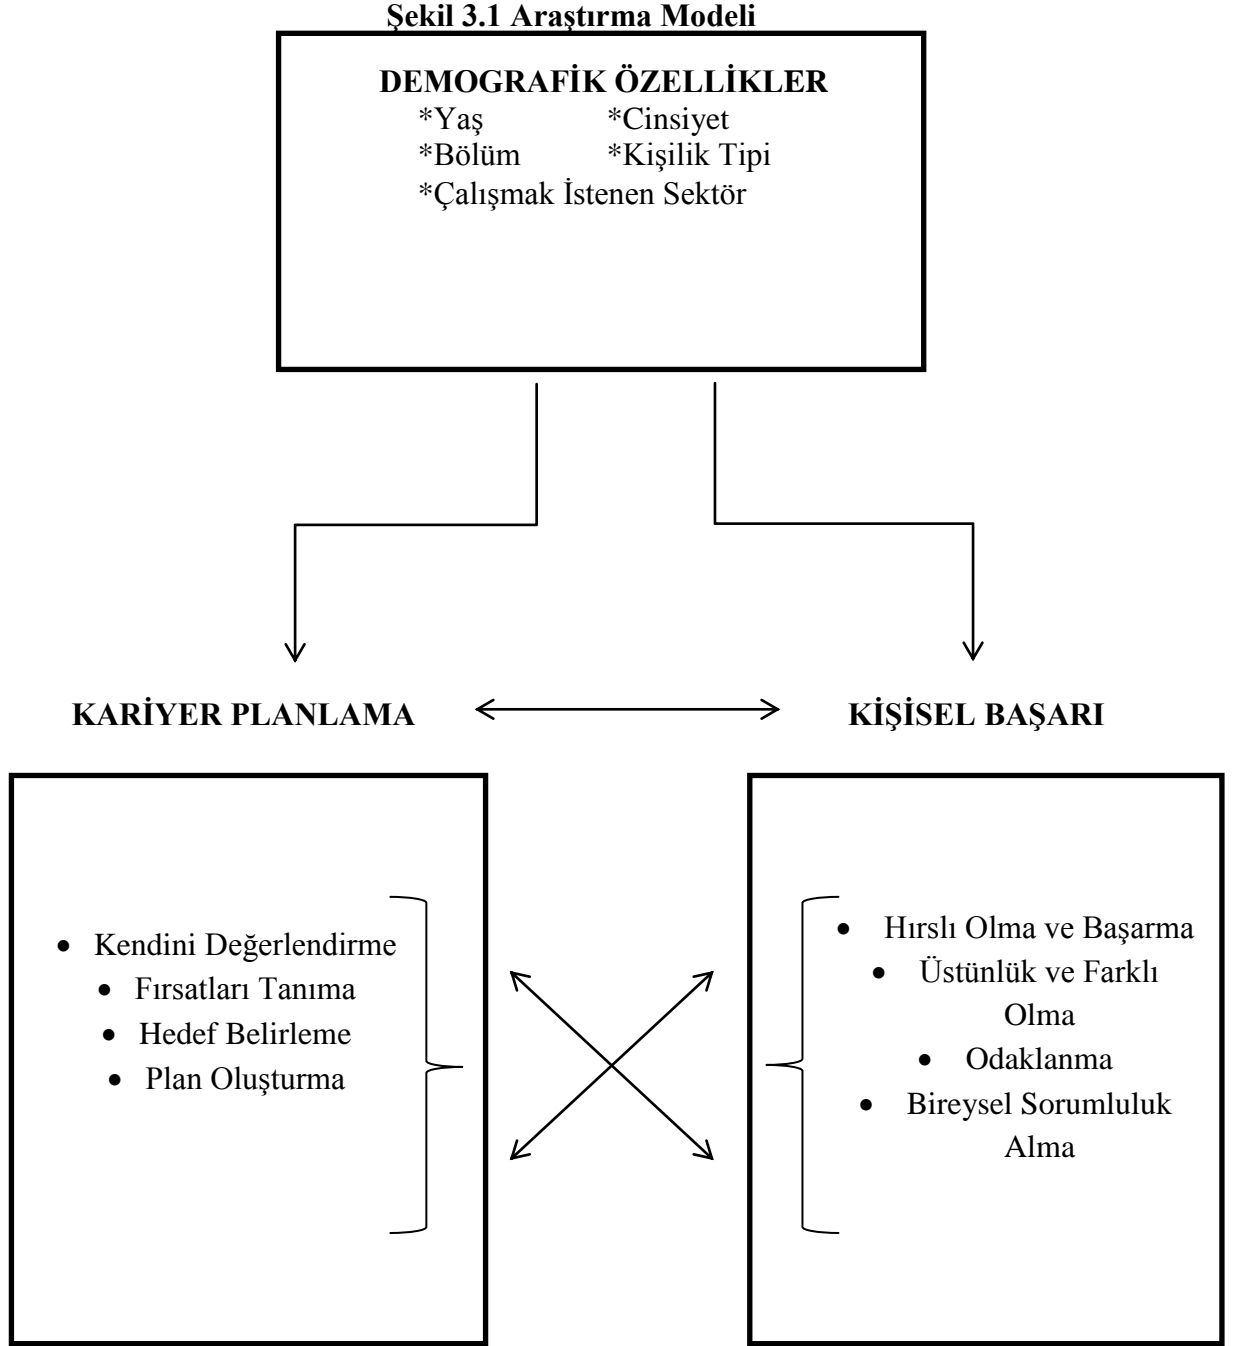 Şekil 3.1 Araştırma Modeli
DEMOGRAFİK ÖZELLİKLER
*Yaş *Cinsiyet
*Bölüm *Kişilik Tipi
*Çalışmak İstenen Sektör
KARİYER PLANLAMA
KİŞİSEL BAŞARI
• Kendini Değerlendirme
• Fırsatları Tanıma
• Hedef Belirleme
• Plan Oluşturma
• Hırslı Olma ve Başarma
• Üstünlük ve Farklı
Olma
• Odaklanma
• Bireysel Sorumluluk
Alma